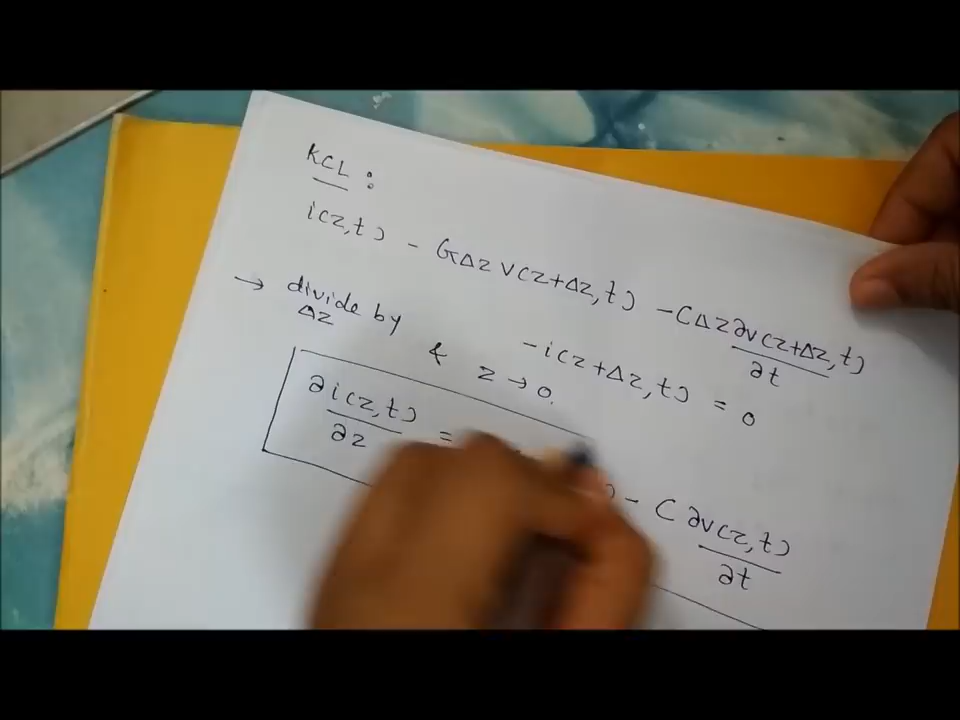 KCL :
i(z,t) - GΔz v(z+Δz,t) - CΔz ∂v(z+Δz,t)/∂t
-i(z+Δz,t) = 0
→ divide by Δz & z→0.
∂i(z,t)/∂z = ) - C ∂v(z,t)/∂t